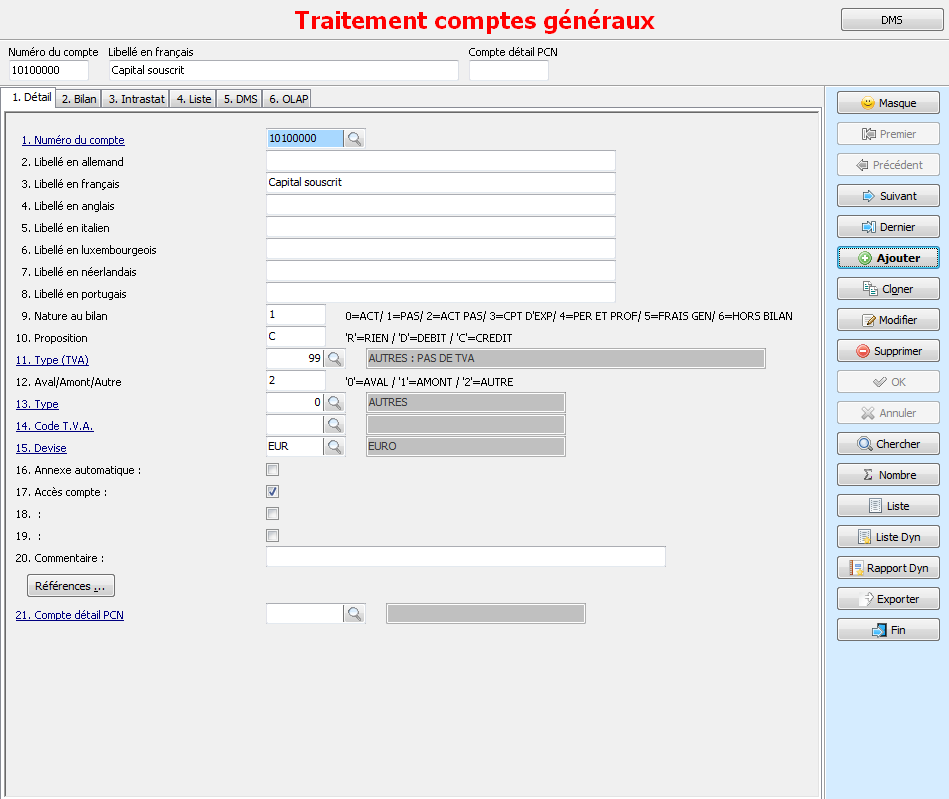 Traitement comptes généraux
DMS
Numéro du compte Libellé en français Compte détail PCN
10100000 Capital souscrit
1. Détail 2. Bilan 3. Intrastat 4. Liste 5. DMS 6. OLAP
1. Numéro du compte 10100000
2. Libellé en allemand
3. Libellé en français Capital souscrit
4. Libellé en anglais
5. Libellé en italien
6. Libellé en luxembourgeois
7. Libellé en néerlandais
8. Libellé en portugais
9. Nature au bilan 1 0=ACT/ 1=PAS/ 2=ACT PAS/ 3=CPT D'EXP/ 4=PER ET PROF/ 5=FRAIS GEN/ 6=HORS BILAN
10. Proposition C 'R'=RIEN / 'D'=DEBIT / 'C'=CREDIT
11. Type (TVA) 99 AUTRES : PAS DE TVA
12. Aval/Amont/Autre 2 '0'=AVAL / '1'=AMONT / '2'=AUTRE
13. Type 0 AUTRES
14. Code T.V.A.
15. Devise EUR EURO
16. Annexe automatique :
17. Accès compte :
18. :
19. :
20. Commentaire :
Références ...
21. Compte détail PCN
Masque
Premier
Précédent
Suivant
Dernier
Ajouter
Cloner
Modifier
Supprimer
OK
Annuler
Chercher
Nombre
Liste
Liste Dyn
Rapport Dyn
Exporter
Fin